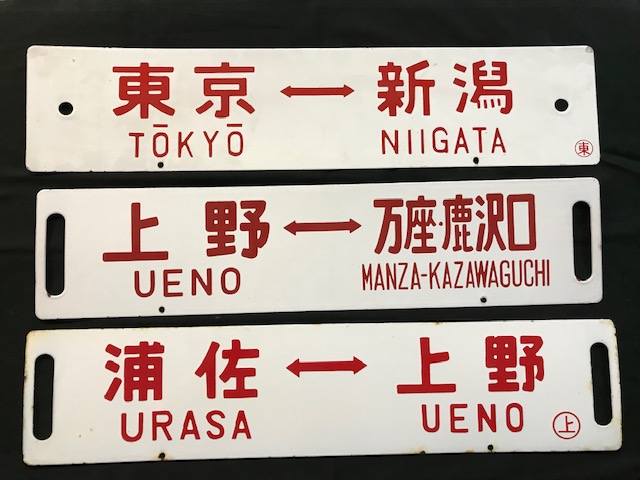 東京 ↔ 新潟
TŌKYŌ NIIGATA
東
上野 ↔ 万座・鹿沢口
UENO MANZA-KAZAWAGUCHI
浦佐 ↔ 上野
URASA UENO
上